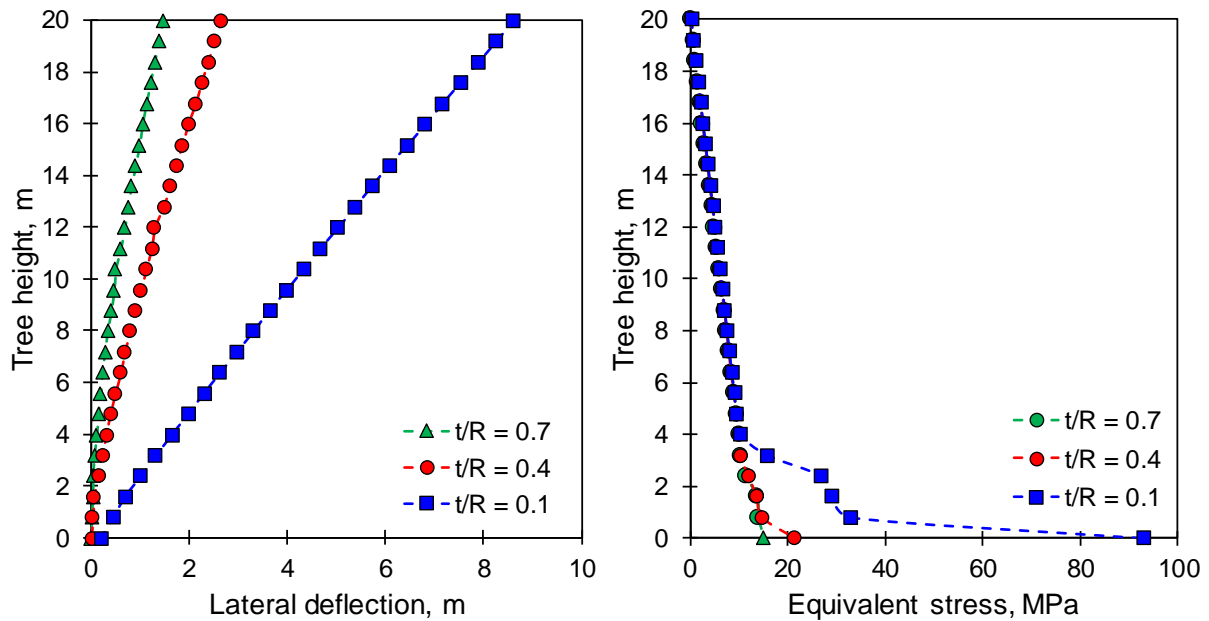 Tree height, m
20
18
16
14
12
10
8
6
4
2
0
t/R = 0.7
t/R = 0.4
t/R = 0.1
0 2 4 6 8 10
Lateral deflection, m
Tree height, m
20
18
16
14
12
10
8
6
4
2
0
t/R = 0.7
t/R = 0.4
t/R = 0.1
0 20 40 60 80 100
Equivalent stress, MPa